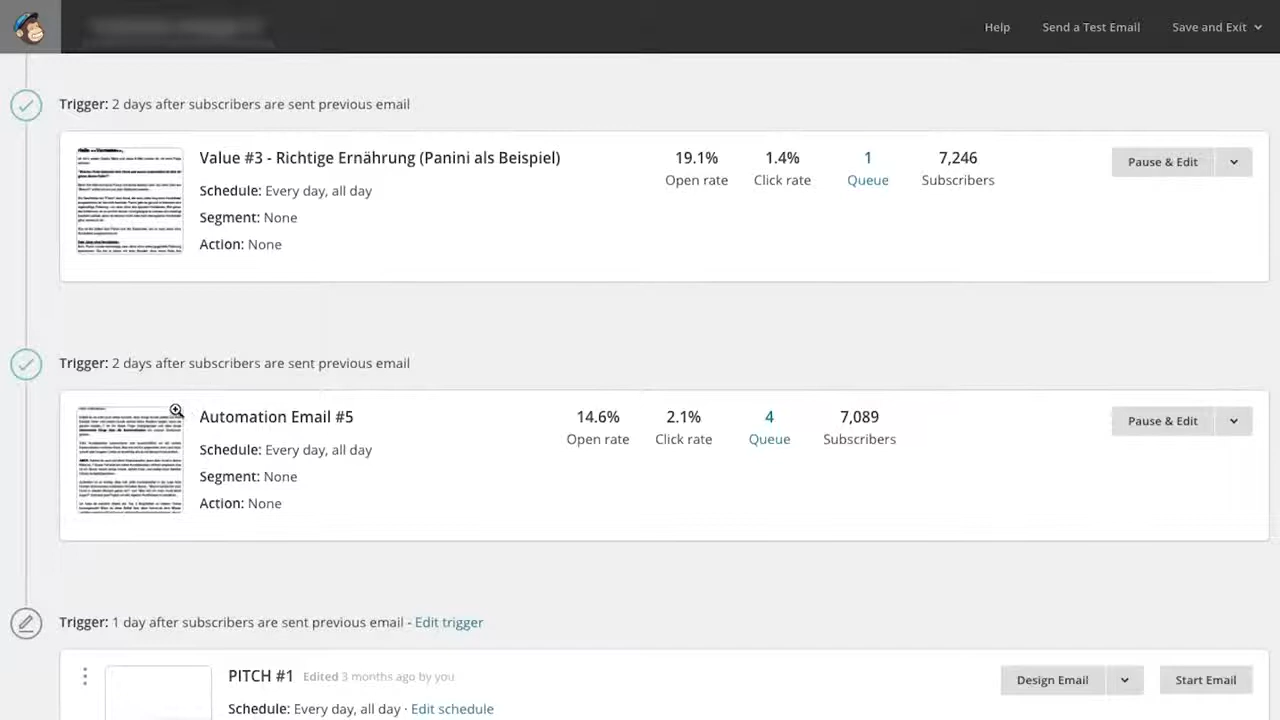 Help
Send a Test Email
Save and Exit
Trigger: 2 days after subscribers are sent previous email
Value #3 - Richtige Ernährung (Panini als Beispiel)
Schedule: Every day, all day
Segment: None
Action: None
19.1%
Open rate
1.4%
Click rate
1
Queue
7,246
Subscribers
Pause & Edit
Trigger: 2 days after subscribers are sent previous email
Automation Email #5
Schedule: Every day, all day
Segment: None
Action: None
14.6%
Open rate
2.1%
Click rate
4
Queue
7,089
Subscribers
Pause & Edit
Trigger: 1 day after subscribers are sent previous email - Edit trigger
PITCH #1 Edited 3 months ago by you
Schedule: Every day, all day · Edit schedule
Design Email
Start Email